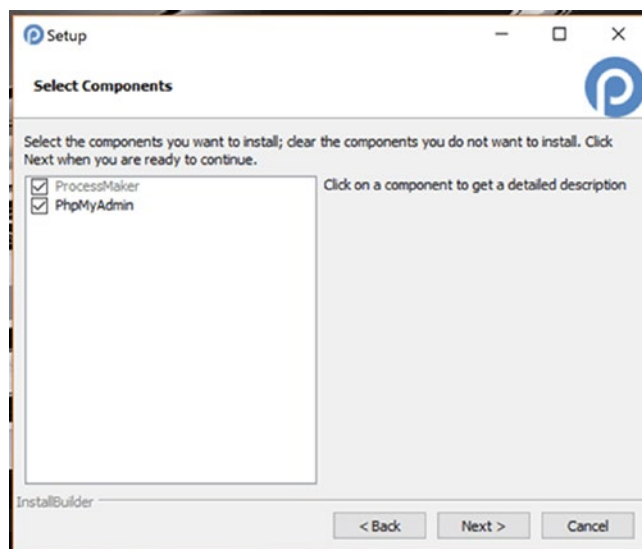 Setup
Select Components
Select the components you want to install; clear the components you do not want to install. Click
Next when you are ready to continue.
ProcessMaker
PhpMyAdmin
Click on a component to get a detailed description
InstallBuilder
< Back
Next >
Cancel